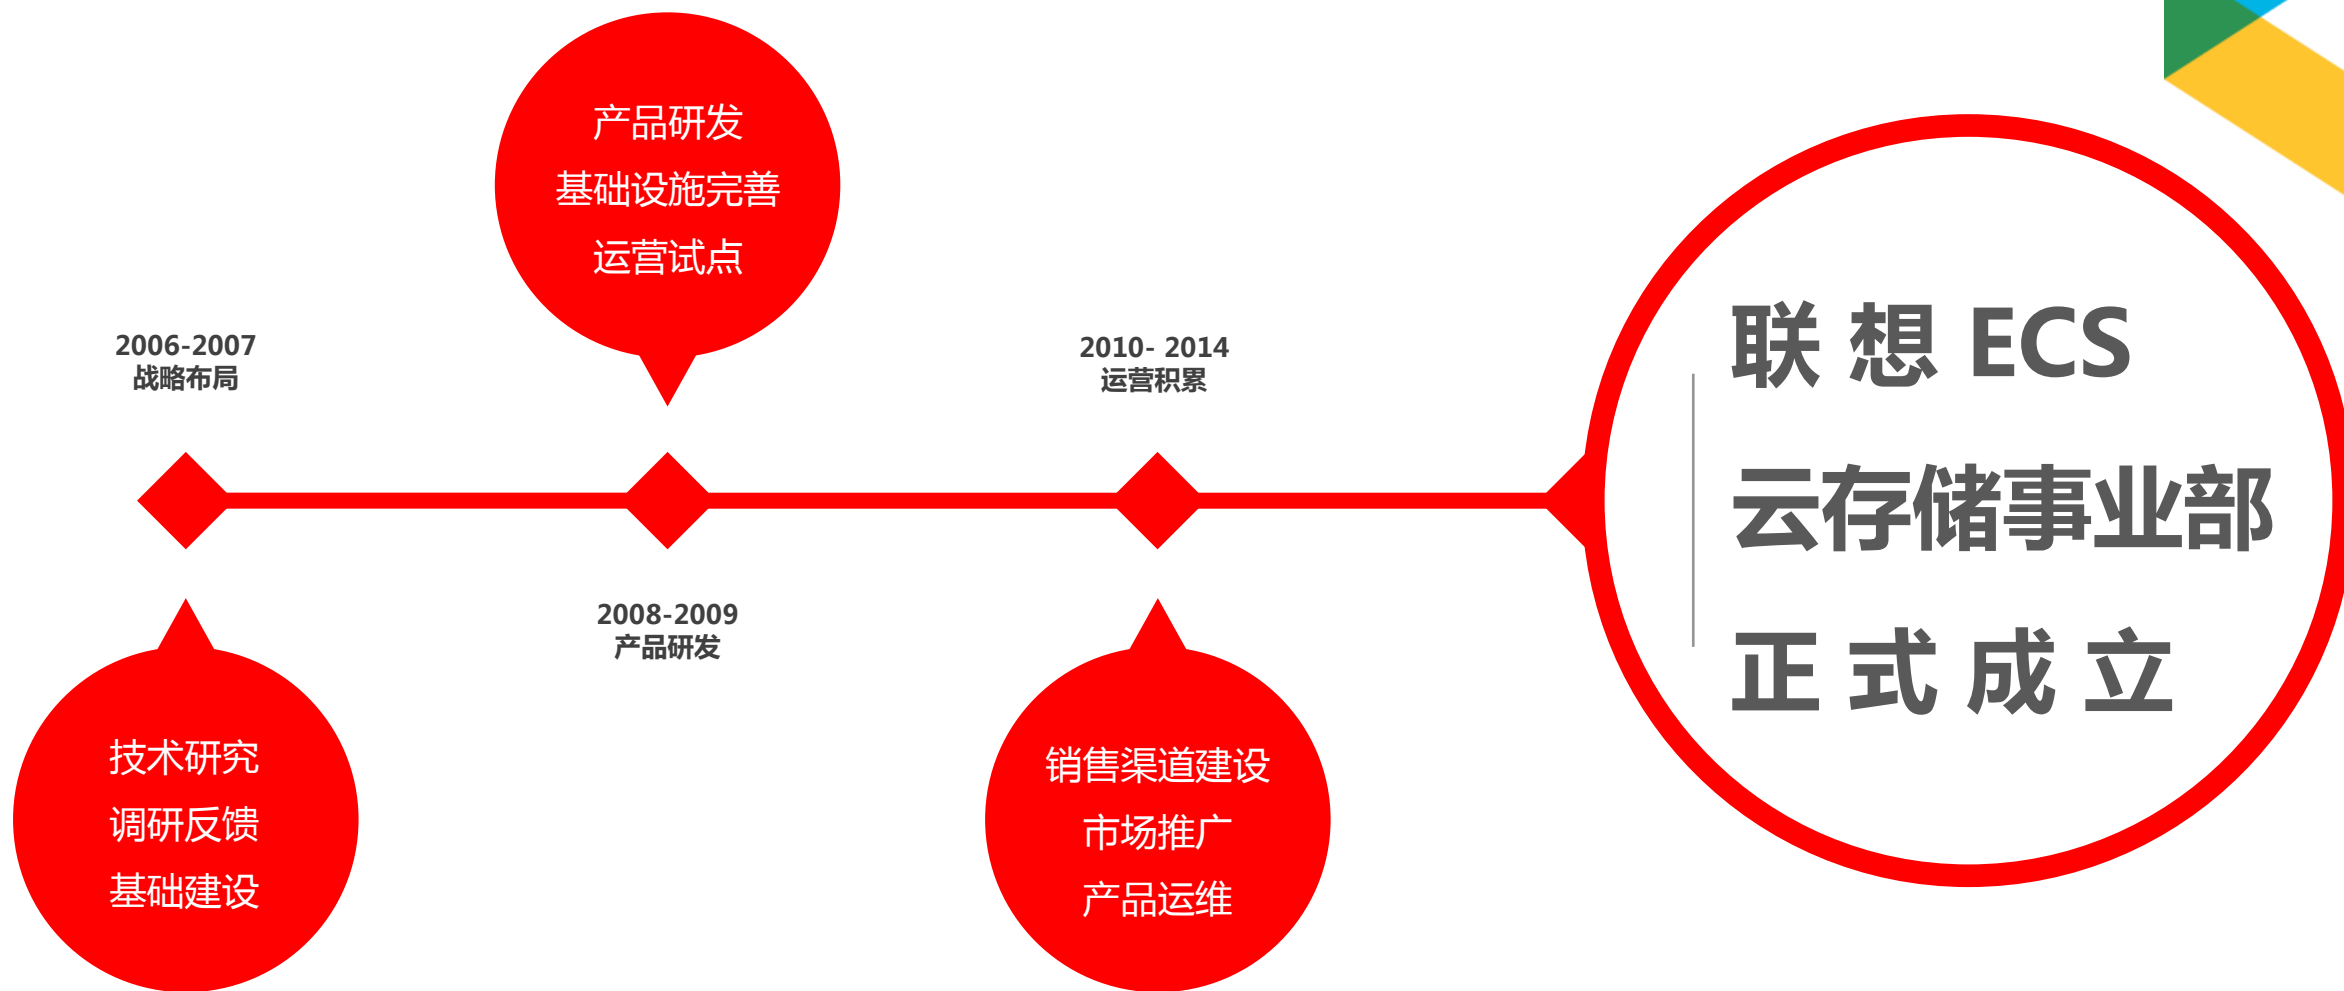 2006-2007
战略布局
技术研究
调研反馈
基础建设
产品研发
基础设施完善
运营试点
2008-2009
产品研发
2010- 2014
运营积累
销售渠道建设
市场推广
产品运维
联 想 ECS
云存储事业部
正 式 成 立